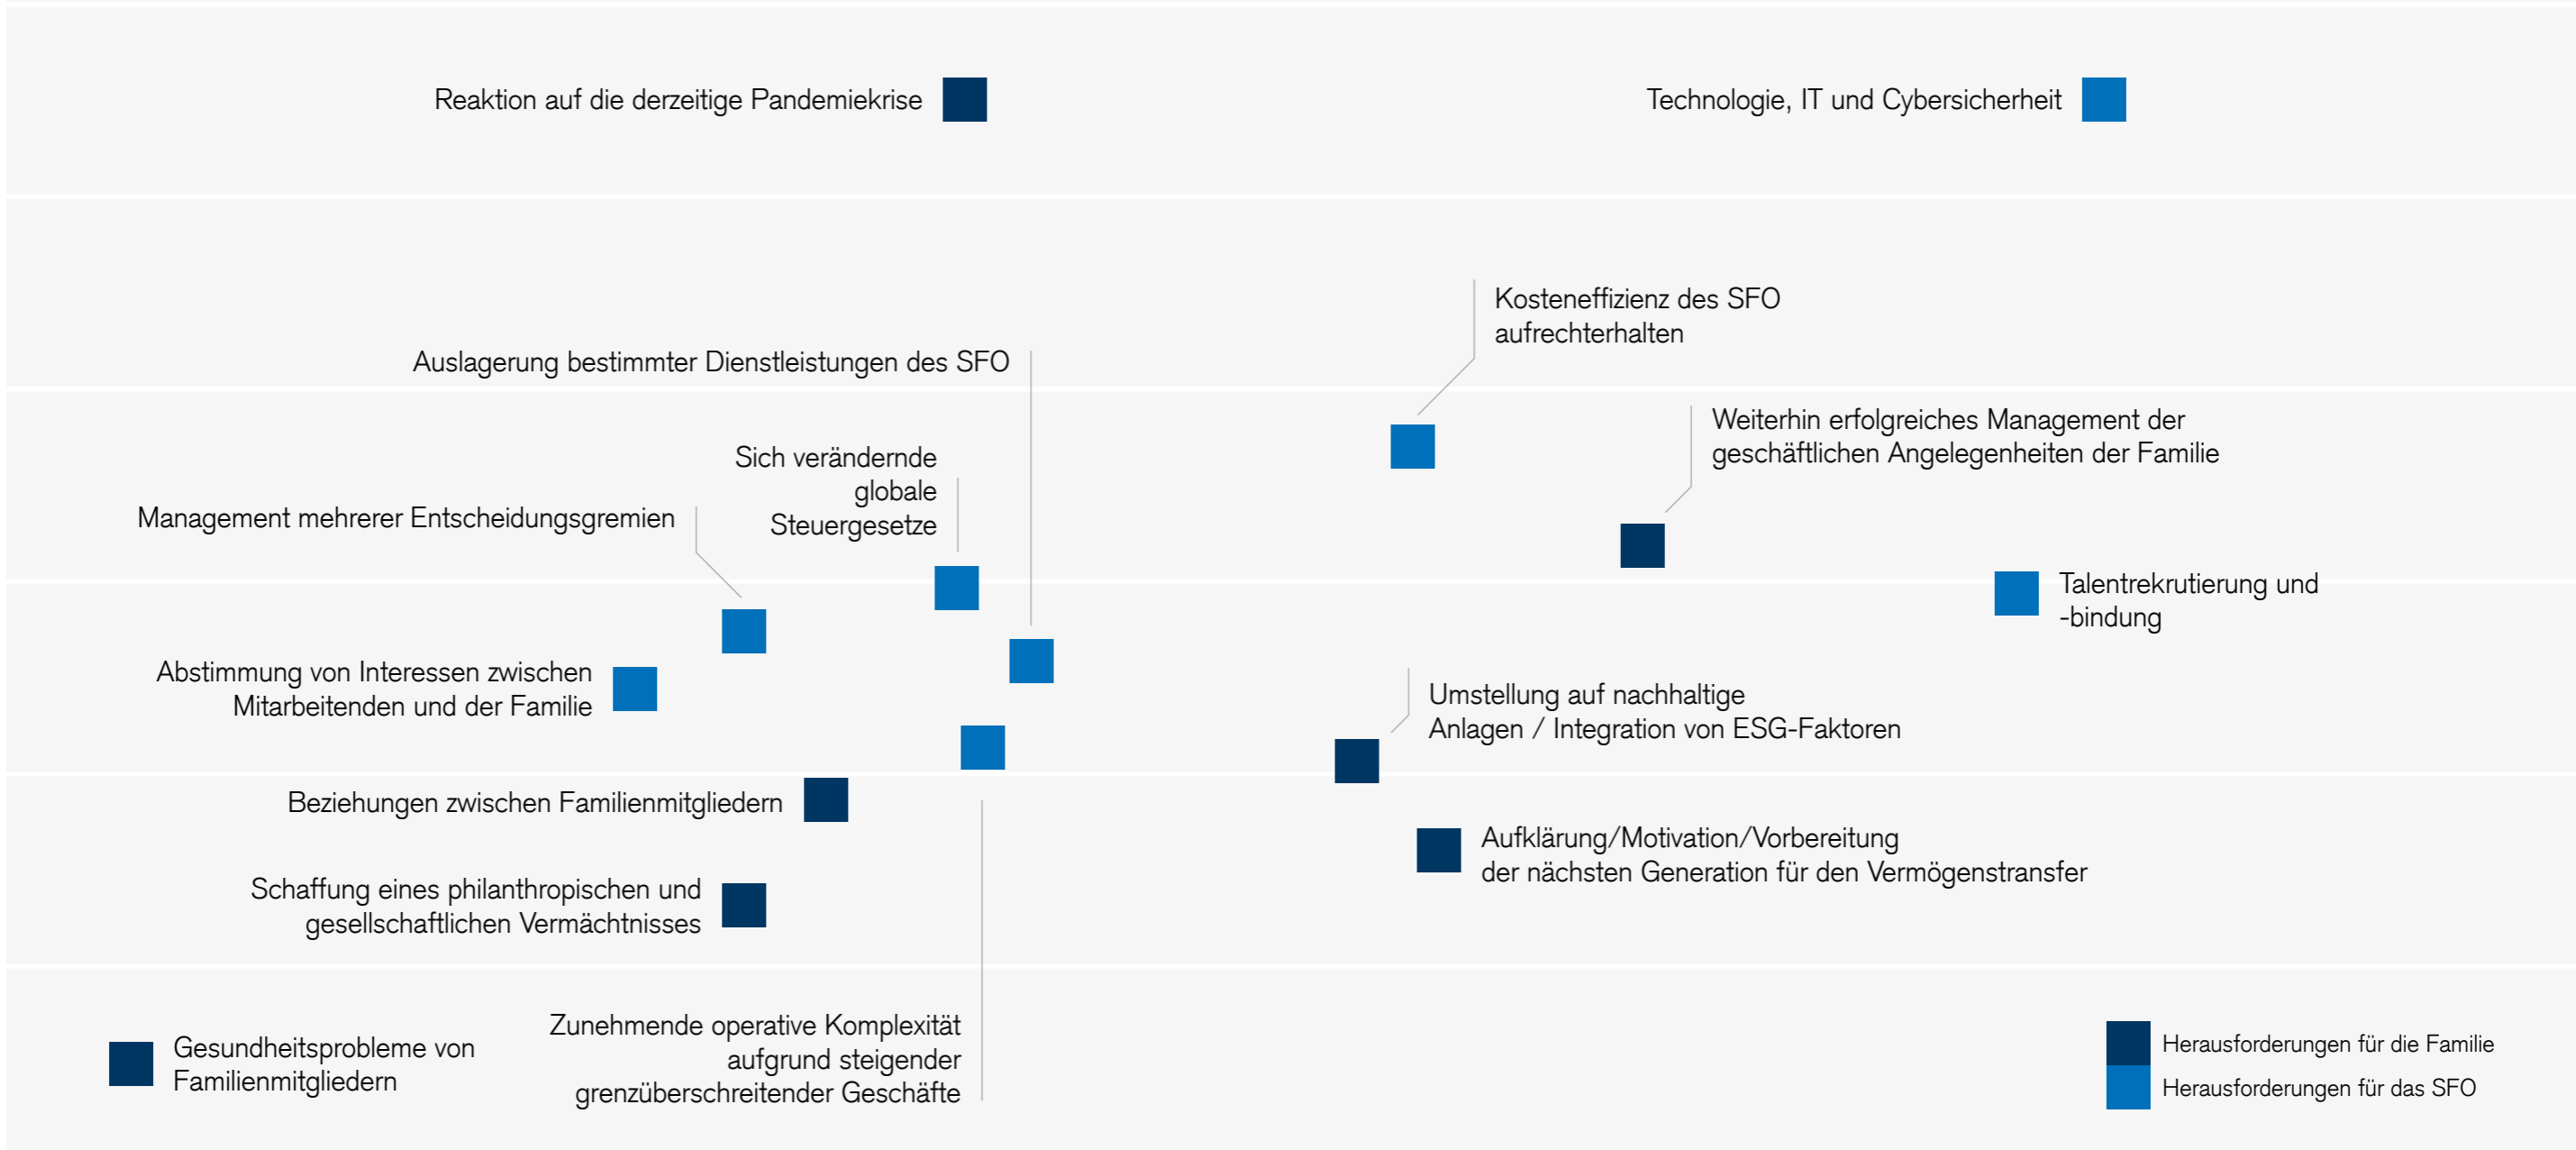 Reaktion auf die derzeitige Pandemiekrise
Technologie, IT und Cybersicherheit
Kosteneffizienz des SFO
aufrechterhalten
Auslagerung bestimmter Dienstleistungen des SFO
Weiterhin erfolgreiches Management der
geschäftlichen Angelegenheiten der Familie
Sich verändernde
globale
Steuergesetze
Management mehrerer Entscheidungsgremien
Talentrekrutierung und
-bindung
Abstimmung von Interessen zwischen
Mitarbeitenden und der Familie
Umstellung auf nachhaltige
Anlagen / Integration von ESG-Faktoren
Beziehungen zwischen Familienmitgliedern
Aufklärung/Motivation/Vorbereitung
der nächsten Generation für den Vermögenstransfer
Schaffung eines philanthropischen und
gesellschaftlichen Vermächtnisses
Zunehmende operative Komplexität
aufgrund steigender
grenzüberschreitender Geschäfte
Gesundheitsprobleme von
Familienmitgliedern
Herausforderungen für die Familie
Herausforderungen für das SFO